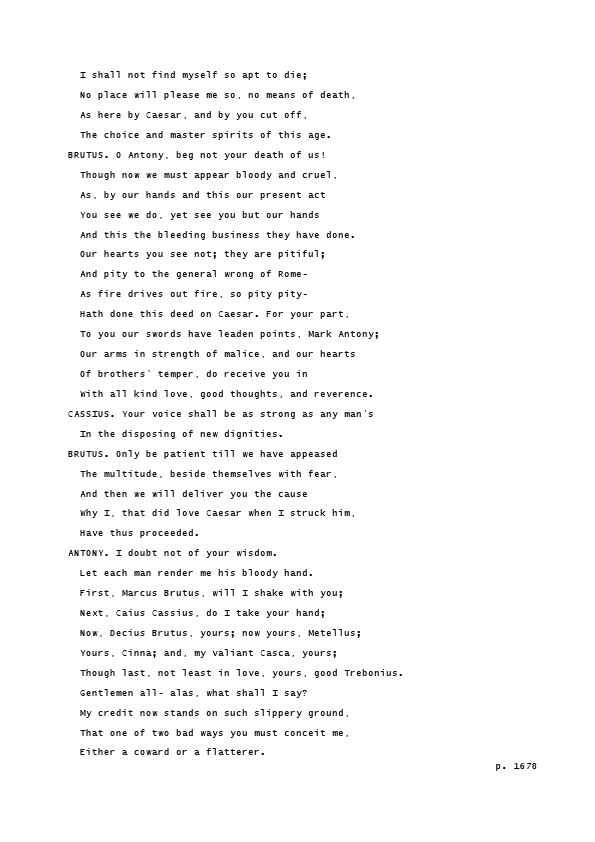 I shall not find myself so apt to die;
No place will please me so, no means of death,
As here by Caesar, and by you cut off,
The choice and master spirits of this age.
BRUTUS. O Antony, beg not your death of us!
Though now we must appear bloody and cruel,
As, by our hands and this our present act
You see we do, yet see you but our hands
And this the bleeding business they have done.
Our hearts you see not; they are pitiful;
And pity to the general wrong of Rome-
As fire drives out fire, so pity pity-
Hath done this deed on Caesar. For your part,
To you our swords have leaden points, Mark Antony;
Our arms in strength of malice, and our hearts
Of brothers' temper, do receive you in
With all kind love, good thoughts, and reverence.
CASSIUS. Your voice shall be as strong as any man's
In the disposing of new dignities.
BRUTUS. Only be patient till we have appeased
The multitude, beside themselves with fear,
And then we will deliver you the cause
Why I, that did love Caesar when I struck him,
Have thus proceeded.
ANTONY. I doubt not of your wisdom.
Let each man render me his bloody hand.
First, Marcus Brutus, will I shake with you;
Next, Caius Cassius, do I take your hand;
Now, Decius Brutus, yours; now yours, Metellus;
Yours, Cinna; and, my valiant Casca, yours;
Though last, not least in love, yours, good Trebonius.
Gentlemen all- alas, what shall I say?
My credit now stands on such slippery ground,
That one of two bad ways you must conceit me,
Either a coward or a flatterer.
p. 1678